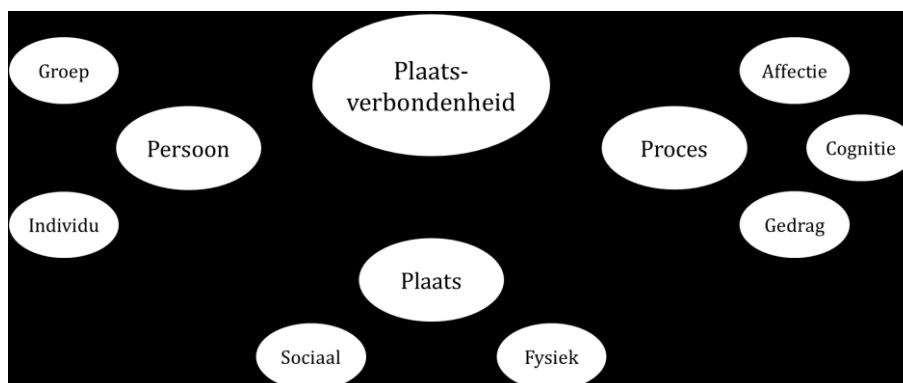 Groep
Plaats-
verbondenheid
Affectie
Persoon
Proces
Cognitie
Individu
Gedrag
Plaats
Sociaal
Fysiek